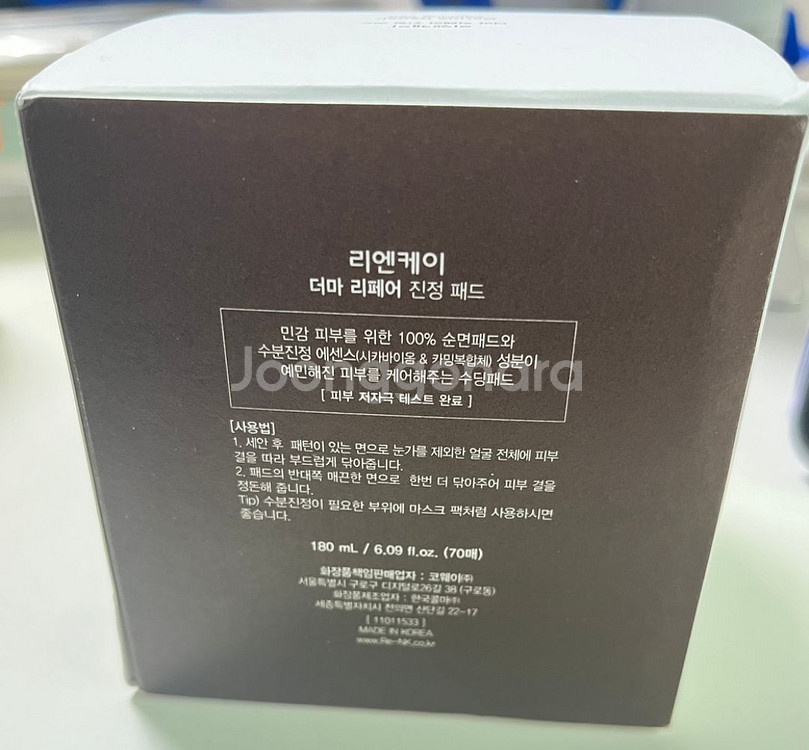 리엔케이
더마 리페어 진정 패드
민감 피부를 위한 100% 순면패드와
수분진정 에센스(시카바이옴 & 카밍복합체) 성분이
예민해진 피부를 케어해주는 수딩패드
[ 피부 저자극 테스트 완료 ]
Joonggonara
[사용법]
1. 세안 후 패턴이 있는 면으로 눈가를 제외한 얼굴 전체에 피부
결을 따라 부드럽게 닦아줍니다.
2. 패드의 반대쪽 매끈한 면으로 한번 더 닦아주어 피부 결을
정돈해 줍니다.
Tip) 수분진정이 필요한 부위에 마스크 팩처럼 사용하시면
좋습니다.
180 mL / 6.09 fl.oz. (70매)
화장품책임판매업자 : 코웨이㈜
서울특별시 구로구 디지털로26길 38 (구로동)
화장품제조업자 : 한국콜마㈜
세종특별자치시 전의면 산단길 22-17
[ 11011533 ]
MADE IN KOREA
www.Re-NK.co.kr